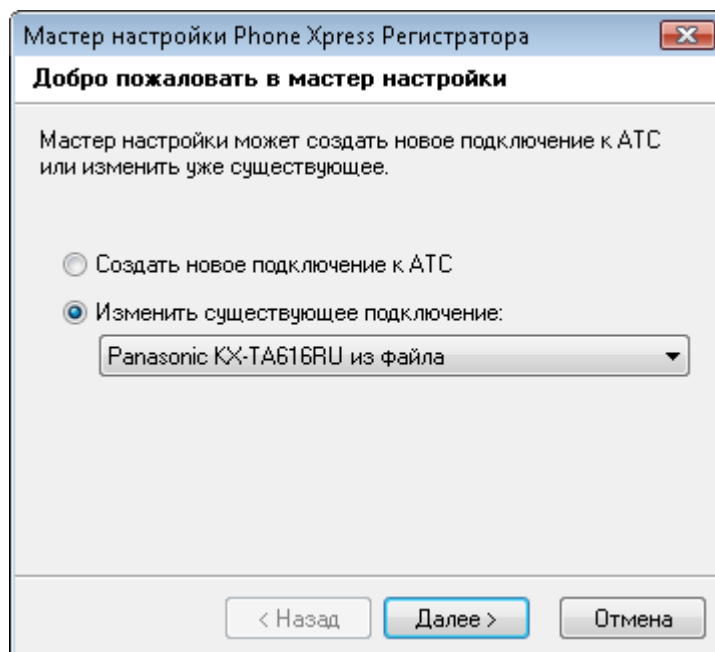 Мастер настройки Phone Xpress Регистратора
Добро пожаловать в мастер настройки
Мастер настройки может создать новое подключение к АТС
или изменить уже существующее.
Создать новое подключение к АТС
Изменить существующее подключение:
Panasonic KX-TA616RU из файла
< Назад
Далее >
Отмена